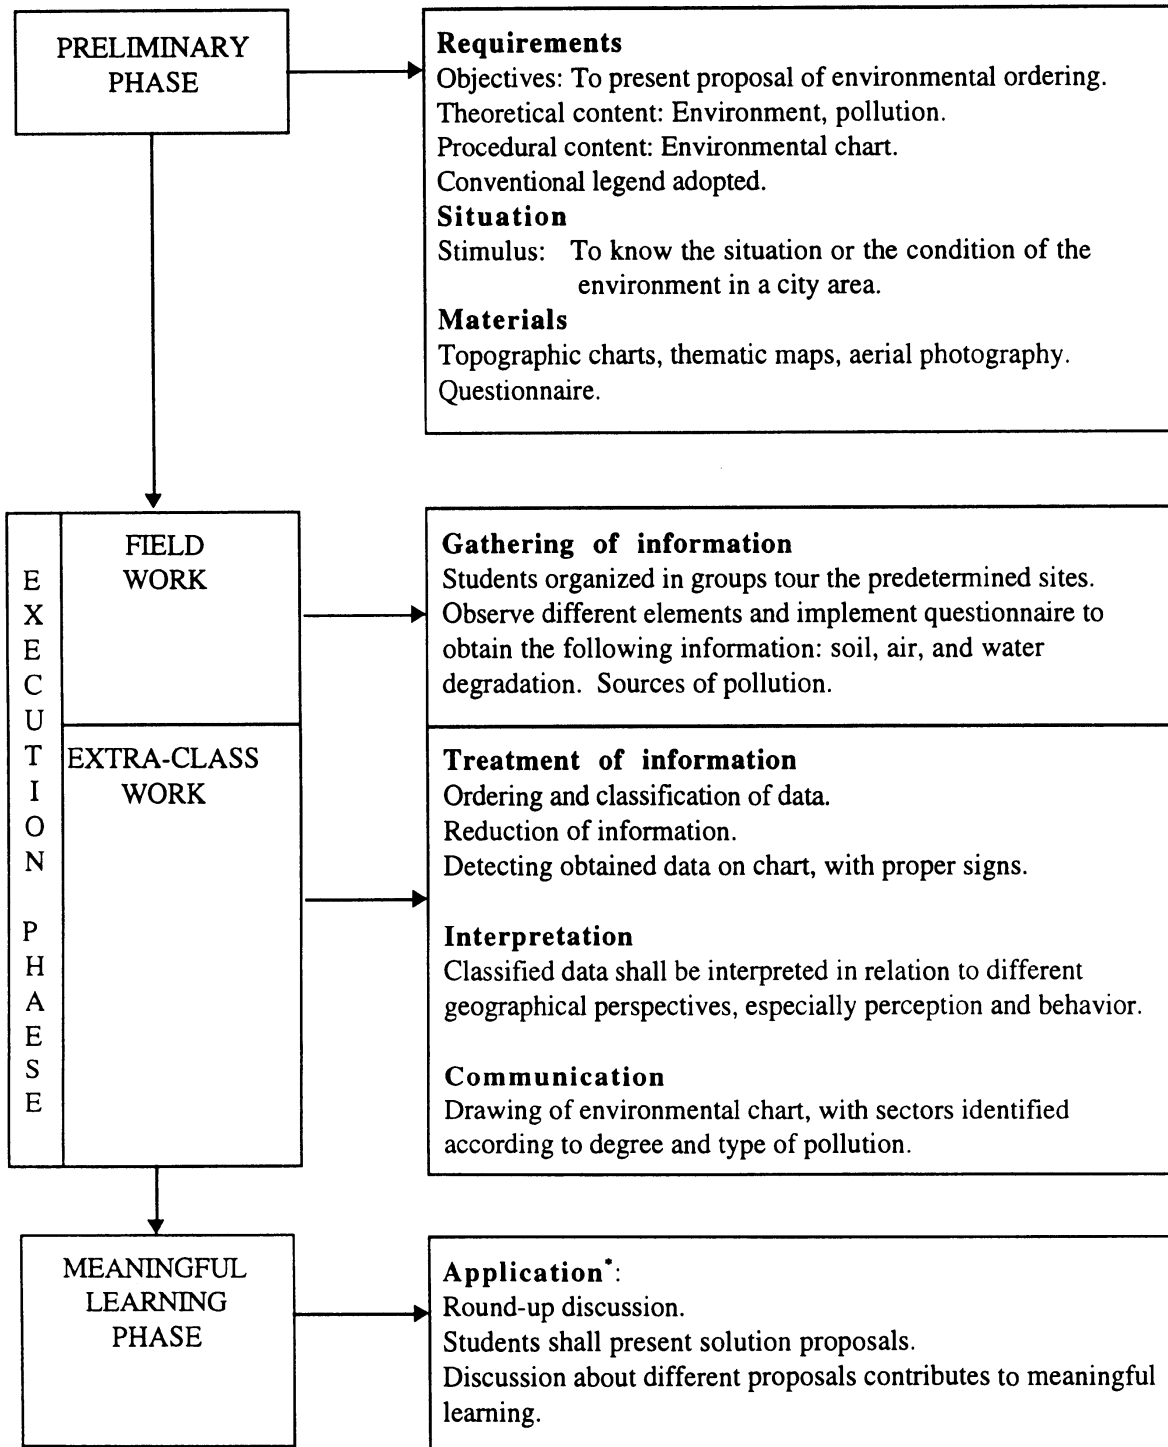 PRELIMINARY
PHASE
Requirements
Objectives: To present proposal of environmental ordering.
Theoretical content: Environment, pollution.
Procedural content: Environmental chart.
Conventional legend adopted.
Situation
Stimulus: To know the situation or the condition of the
environment in a city area.
Materials
Topographic charts, thematic maps, aerial photography.
Questionnaire.
EXECUTION PHAESE
FIELD
WORK
Gathering of information
Students organized in groups tour the predetermined sites.
Observe different elements and implement questionnaire to
obtain the following information: soil, air, and water
degradation. Sources of pollution.
EXTRA-CLASS
WORK
Treatment of information
Ordering and classification of data.
Reduction of information.
Detecting obtained data on chart, with proper signs.
Interpretation
Classified data shall be interpreted in relation to different
geographical perspectives, especially perception and behavior.
Communication
Drawing of environmental chart, with sectors identified
according to degree and type of pollution.
MEANINGFUL
LEARNING
PHASE
Application*:
Round-up discussion.
Students shall present solution proposals.
Discussion about different proposals contributes to meaningful
learning.